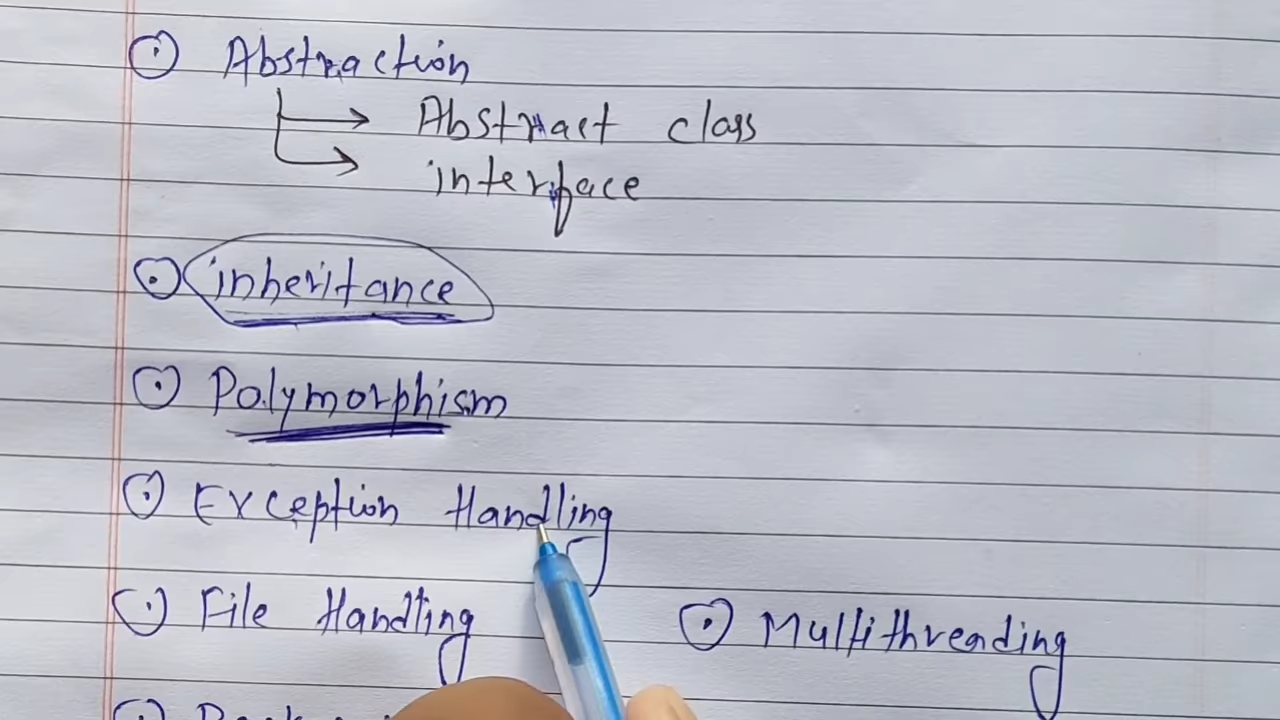 Abstraction
Abstract class
interface
inheritance
Polymorphism
Exception Handling
File Handling
Multithreading